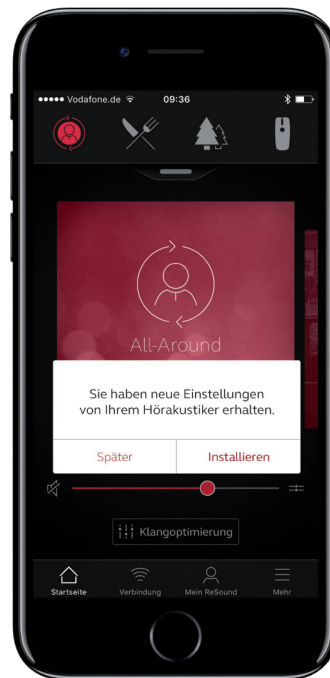 Vodafone.de 09:36
All-Around
Sie haben neue Einstellungen
von Ihrem Hörakustiker erhalten.
Später Installieren
Klangoptimierung
Startseite Verbindung Mein ReSound Mehr